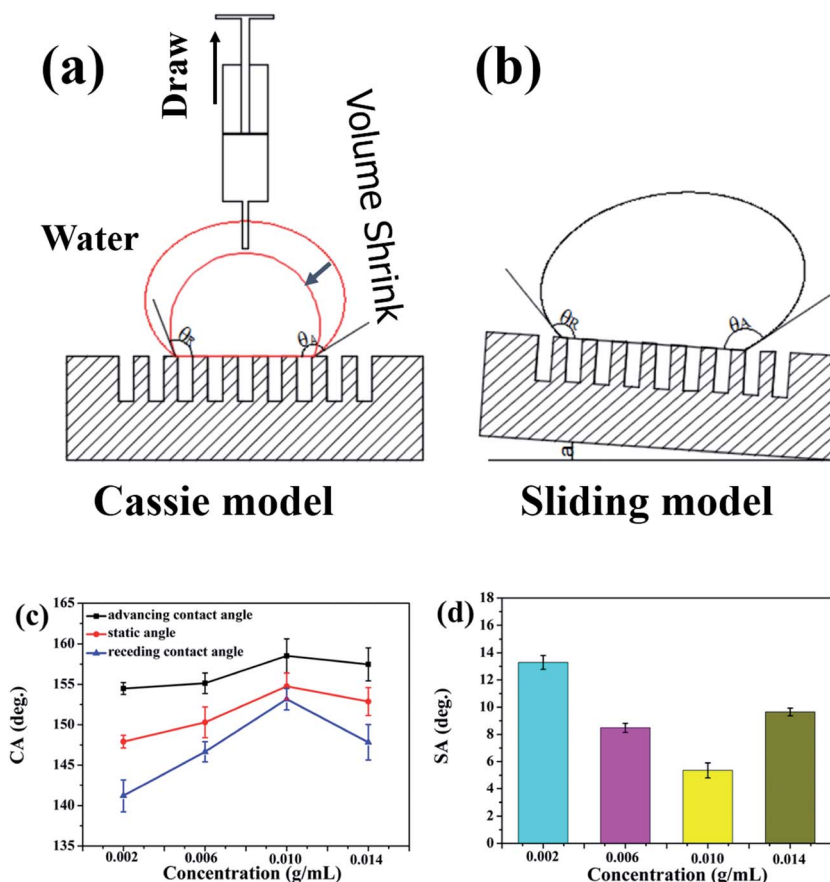 (a)
Draw
Volume Shrink
Water
θR
θA
Cassie model
(b)
θR
θA
a
Sliding model
(c)
165
160
155
150
145
140
135
CA (deg.)
advancing contact angle
static angle
receding contact angle
0.002
0.006
0.010
0.014
Concentration (g/mL)
(d)
18
16
14
12
10
8
6
4
2
0
SA (deg.)
0.002
0.006
0.010
0.014
Concentration (g/mL)